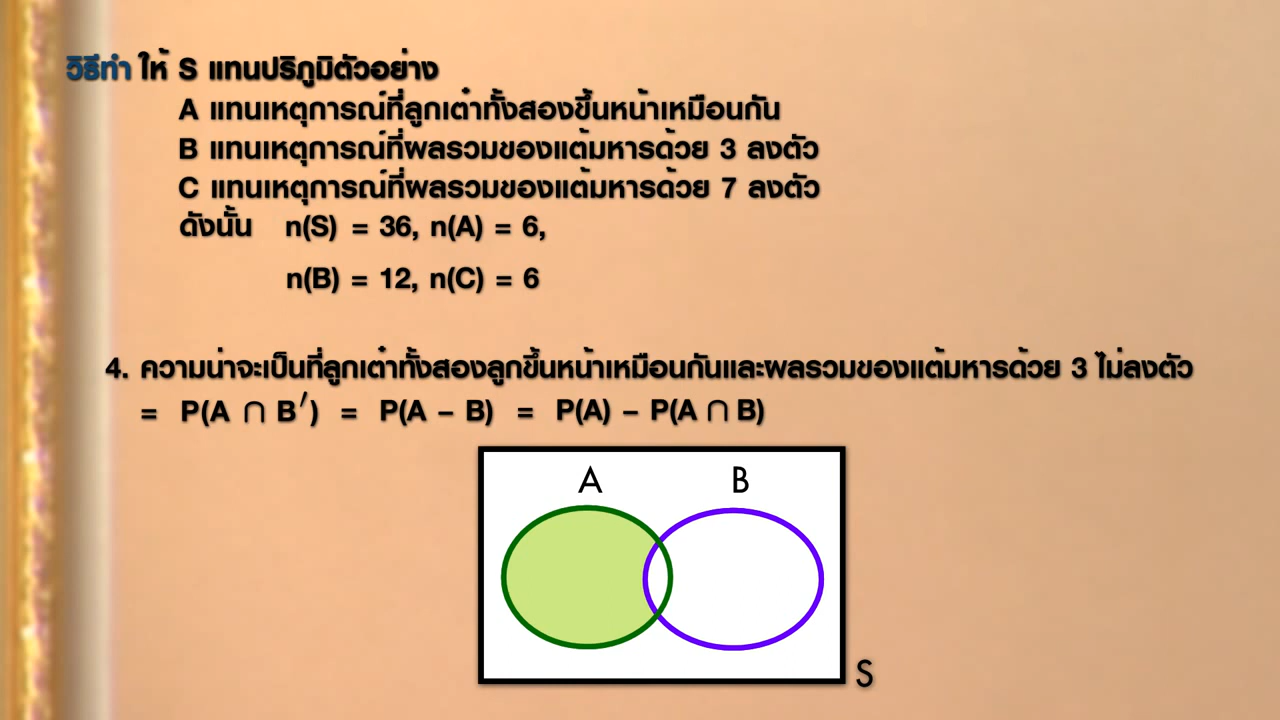 วิธีทำ ให้ S แทนปริภูมิตัวอย่าง
A แทนเหตุการณ์ที่ลูกเต๋าทั้งสองขึ้นหน้าเหมือนกัน
B แทนเหตุการณ์ที่ผลรวมของแต้มหารด้วย 3 ลงตัว
C แทนเหตุการณ์ที่ผลรวมของแต้มหารด้วย 7 ลงตัว
ดังนั้น n(S) = 36, n(A) = 6,
n(B) = 12, n(C) = 6
4. ความน่าจะเป็นที่ลูกเต๋าทั้งสองลูกขึ้นหน้าเหมือนกันและผลรวมของแต้มหารด้วย 3 ไม่ลงตัว
= P(A ∩ B′) = P(A − B) = P(A) − P(A ∩ B)
A B
S